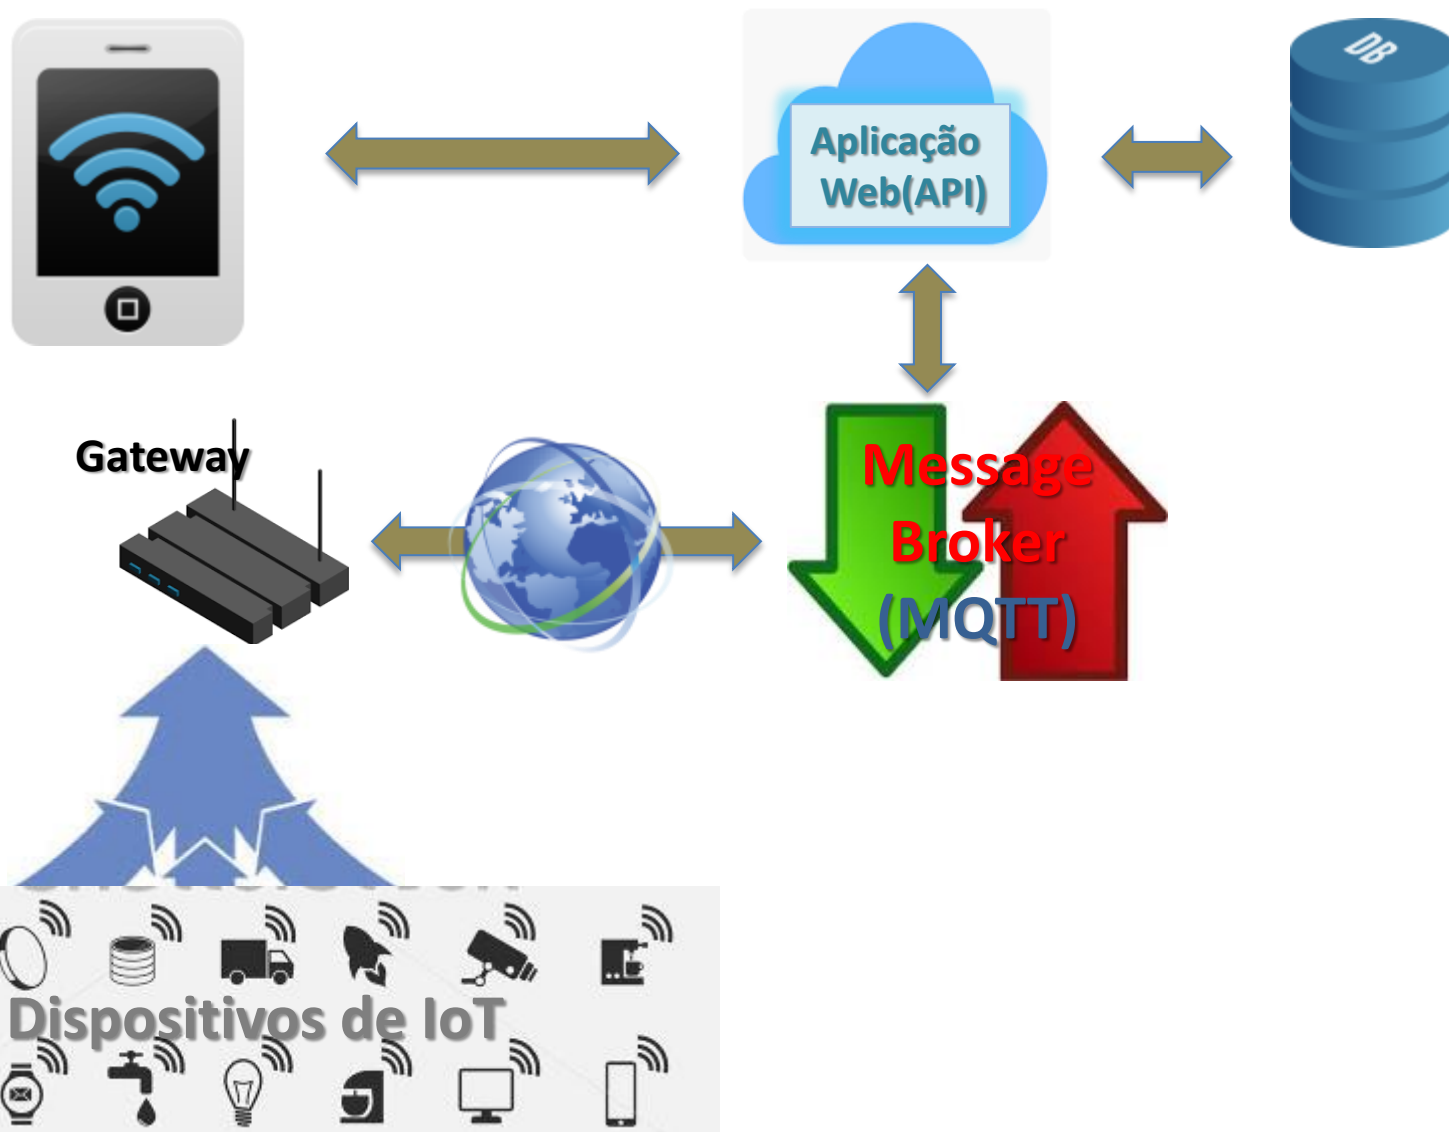 DB
Aplicação
Web(API)
Gateway
Message
Broker
(MQTT)
Dispositivos de IoT